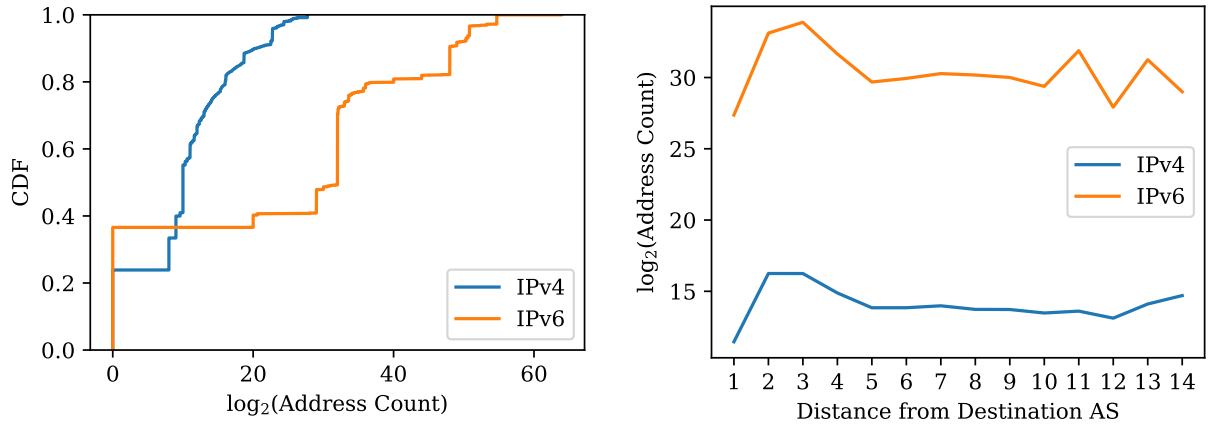 1.0
0.8
0.6
0.4
0.2
0.0
CDF
IPv4
IPv6
0 20 40 60
log₂(Address Count)
30
25
20
15
log₂(Address Count)
IPv4
IPv6
1 2 3 4 5 6 7 8 9 10 11 12 13 14
Distance from Destination AS